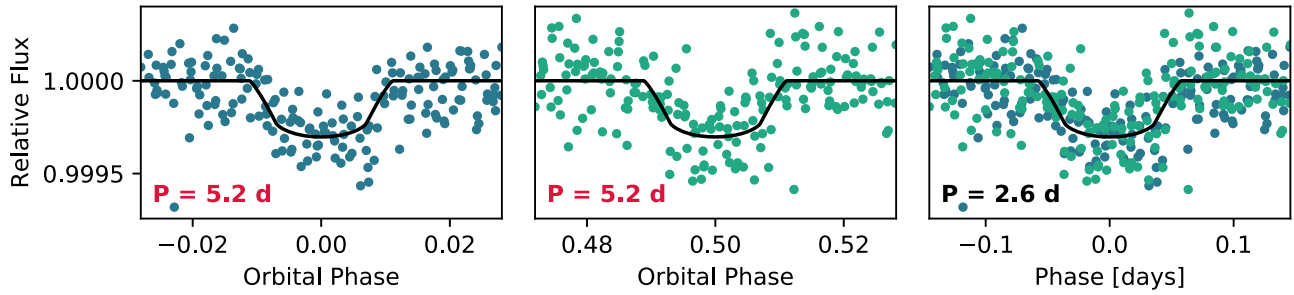 Relative Flux
1.0000
0.9995
P = 5.2 d
−0.02 0.00 0.02
Orbital Phase
P = 5.2 d
0.48 0.50 0.52
Orbital Phase
P = 2.6 d
−0.1 0.0 0.1
Phase [days]